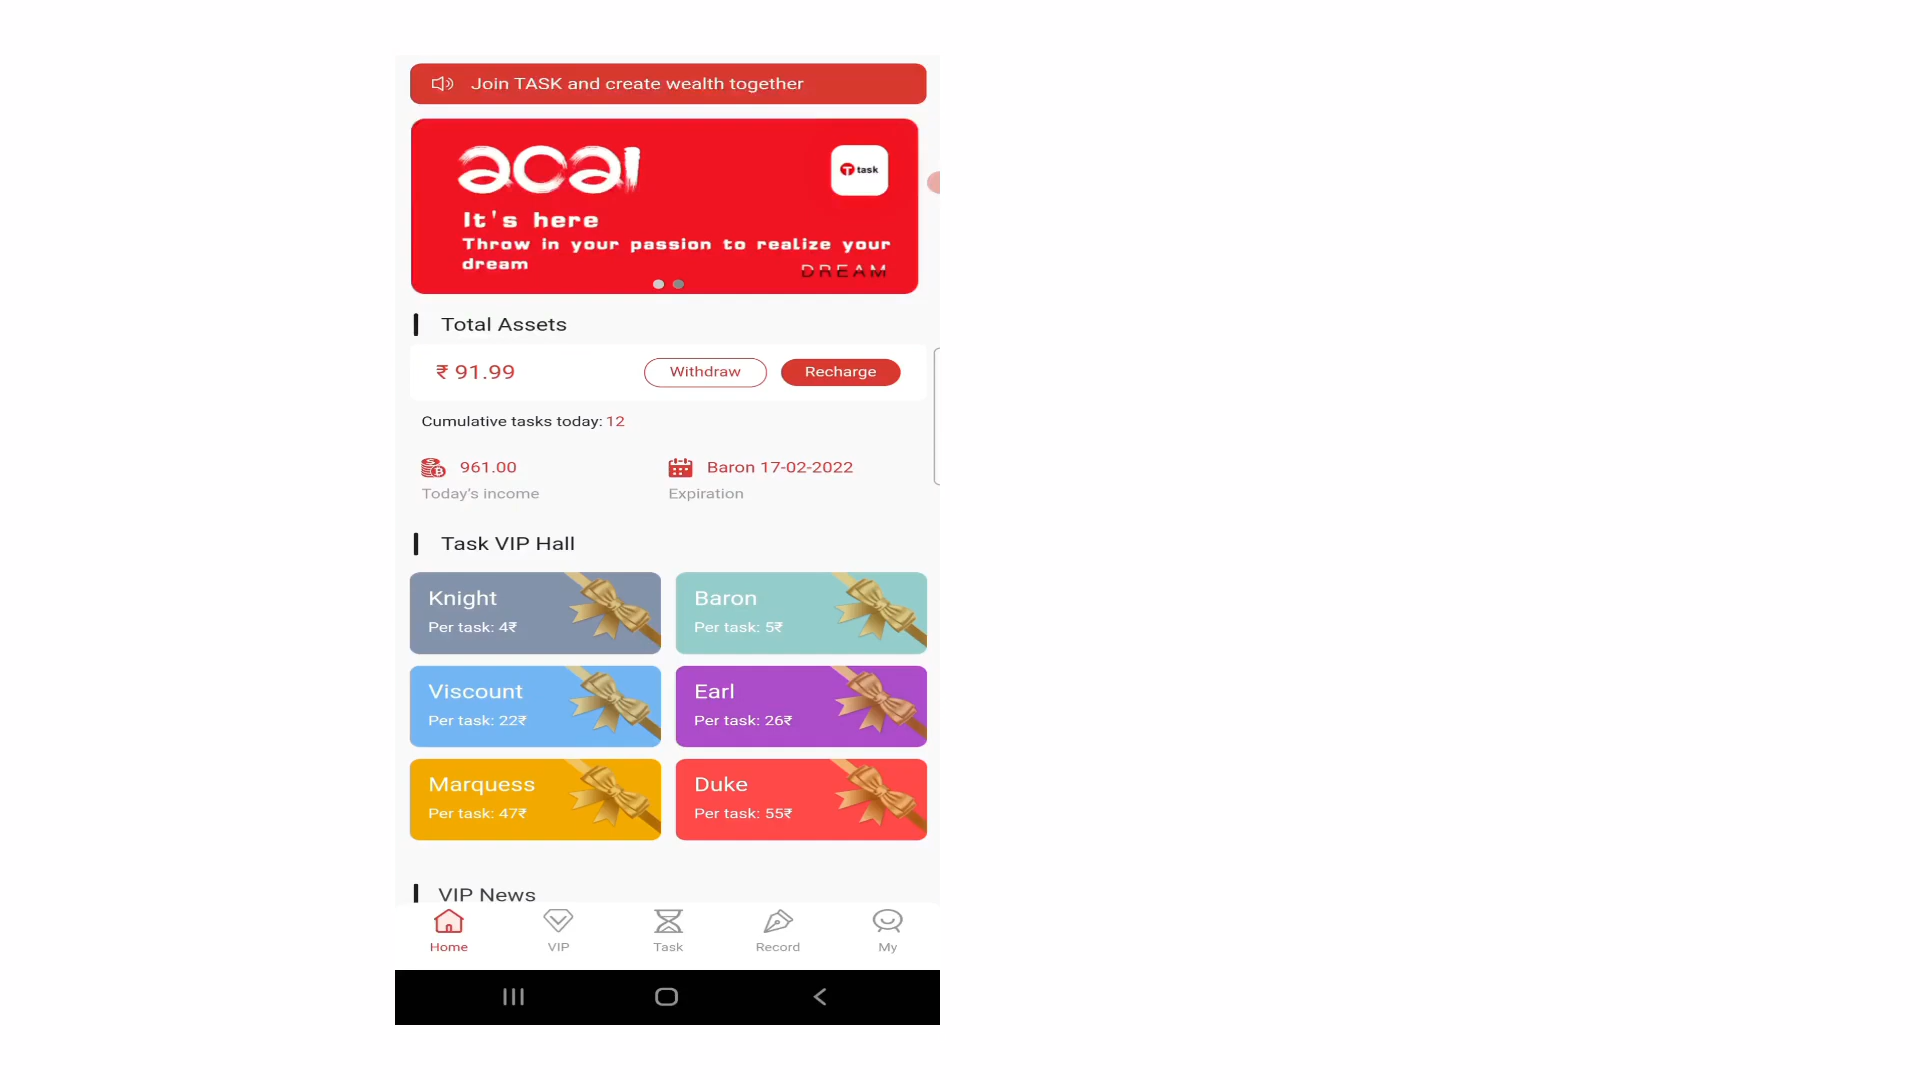 Join TASK and create wealth together
acai
task
It's here
Throw in your passion to realize your
dream
DREAM
Total Assets
₹ 91.99
Withdraw
Recharge
Cumulative tasks today: 12
961.00
Baron 17-02-2022
Today's income
Expiration
Task VIP Hall
Knight
Baron
Per task: 4₹
Per task: 5₹
Viscount
Earl
Per task: 22₹
Per task: 26₹
Marquess
Duke
Per task: 47₹
Per task: 55₹
VIP News
Home
VIP
Task
Record
My